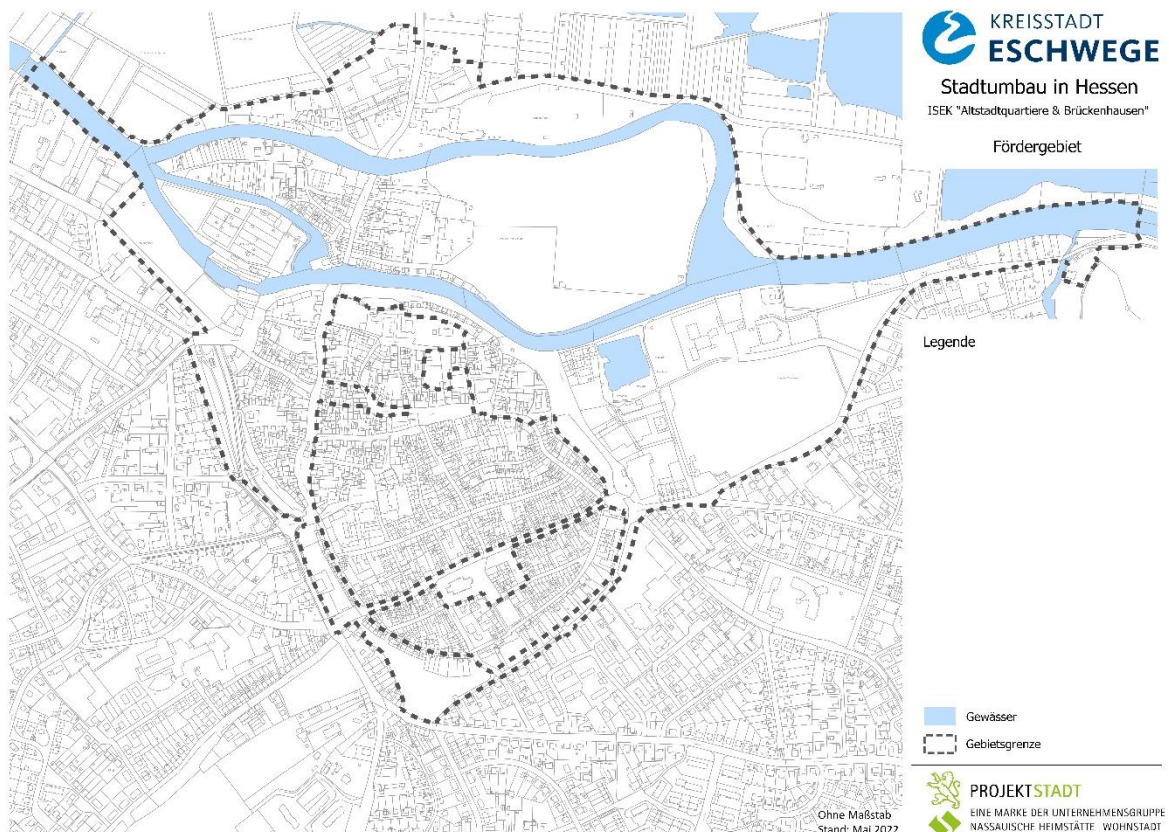 KREISSTADT
ESCHWEGE
Stadtumbau in Hessen
ISEK "Altstadtquartiere & Brückenhausen"
Fördergebiet
Legende
Gewässer
Gebietsgrenze
Ohne Maßstab
Stand: Mai 2022
PROJEKTSTADT
EINE MARKE DER UNTERNEHMENSGRUPPE
NASSAUISCHE HEIMSTÄTTE WOHNSTADT